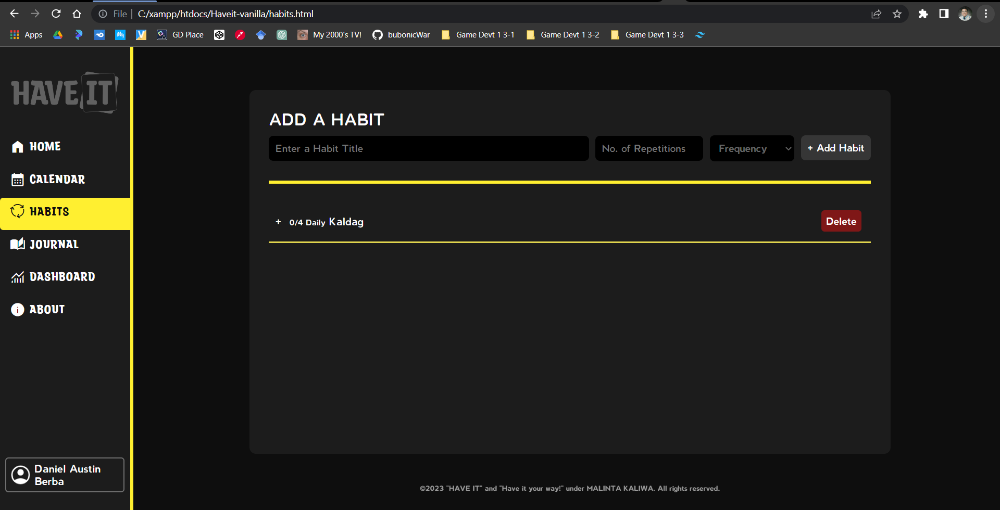 File | C:/xampp/htdocs/Haveit-vanilla/habits.html
Apps GD Place My 2000's TV! bubonicWar Game Devt 1 3-1 Game Devt 1 3-2 Game Devt 1 3-3
HAVE IT
HOME
CALENDAR
HABITS
JOURNAL
DASHBOARD
ABOUT
Daniel Austin
Berba
ADD A HABIT
Enter a Habit Title No. of Repetitions Frequency + Add Habit
+ 0/4 Daily Kaldag Delete
©2023 "HAVE IT" and "Have it your way!" under MALINTA KALIWA. All rights reserved.